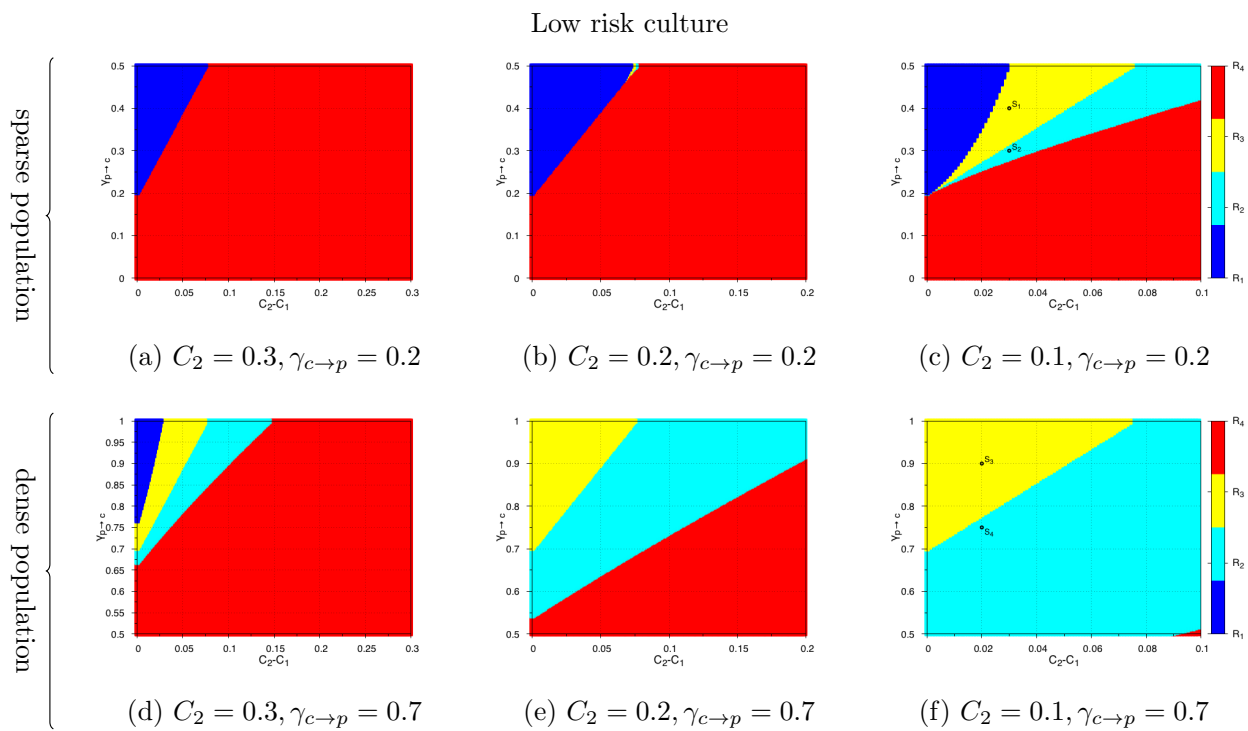 Low risk culture
sparse population
0.5
0.4
0.3
0.2
0.1
0
γp→ c
0
0.05
0.1
0.15
0.2
0.25
0.3
C2-C1
(a) C2 = 0.3, γc→p = 0.2
0.5
0.4
0.3
0.2
0.1
0
γp→ c
0
0.05
0.1
0.15
0.2
C2-C1
(b) C2 = 0.2, γc→p = 0.2
0.5
0.4
0.3
0.2
0.1
0
γp→ c
S1
S2
0
0.02
0.04
0.06
0.08
0.1
C2-C1
R4
R3
R2
R1
(c) C2 = 0.1, γc→p = 0.2
dense population
1
0.95
0.9
0.85
0.8
0.75
0.7
0.65
0.6
0.55
0.5
γp→ c
0
0.05
0.1
0.15
0.2
0.25
0.3
C2-C1
(d) C2 = 0.3, γc→p = 0.7
1
0.9
0.8
0.7
0.6
0.5
γp→ c
0
0.05
0.1
0.15
0.2
C2-C1
(e) C2 = 0.2, γc→p = 0.7
1
0.9
0.8
0.7
0.6
0.5
γp→ c
S3
S4
0
0.02
0.04
0.06
0.08
0.1
C2-C1
R4
R3
R2
R1
(f) C2 = 0.1, γc→p = 0.7